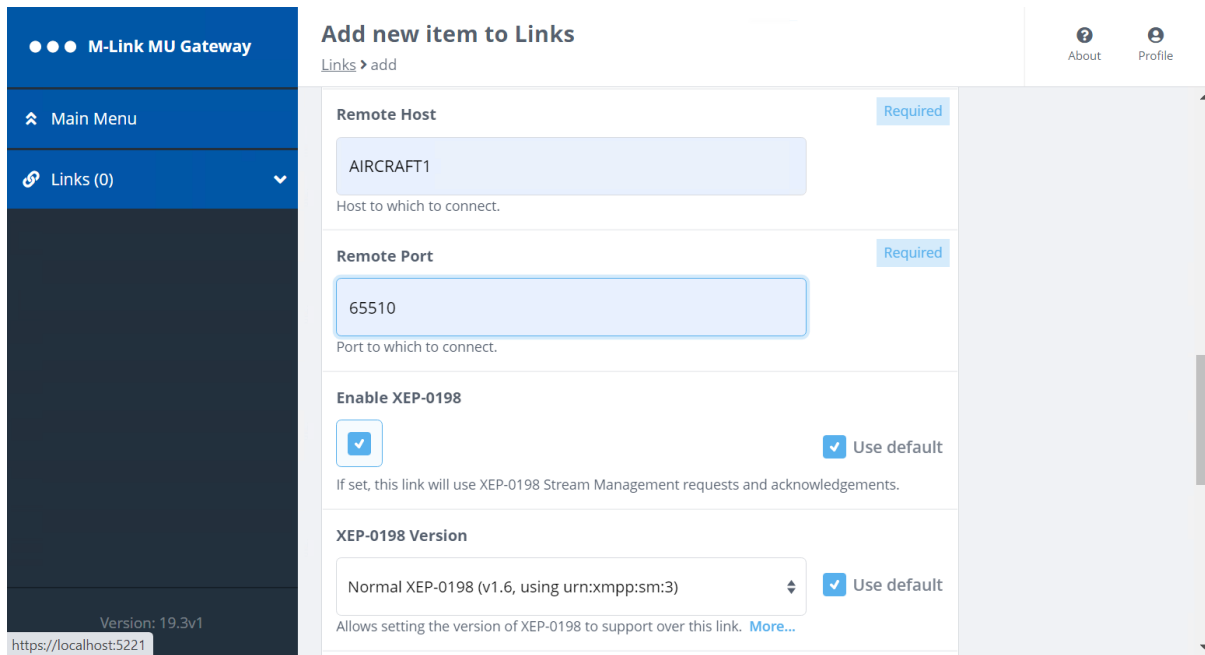 M-Link MU Gateway
Main Menu
Links (0)
Version: 19.3v1
https://localhost:5221
Add new item to Links
Links > add
About
Profile
Remote Host
Required
AIRCRAFT1
Host to which to connect.
Remote Port
Required
65510
Port to which to connect.
Enable XEP-0198
Use default
If set, this link will use XEP-0198 Stream Management requests and acknowledgements.
XEP-0198 Version
Normal XEP-0198 (v1.6, using urn:xmpp:sm:3)
Use default
Allows setting the version of XEP-0198 to support over this link. More...